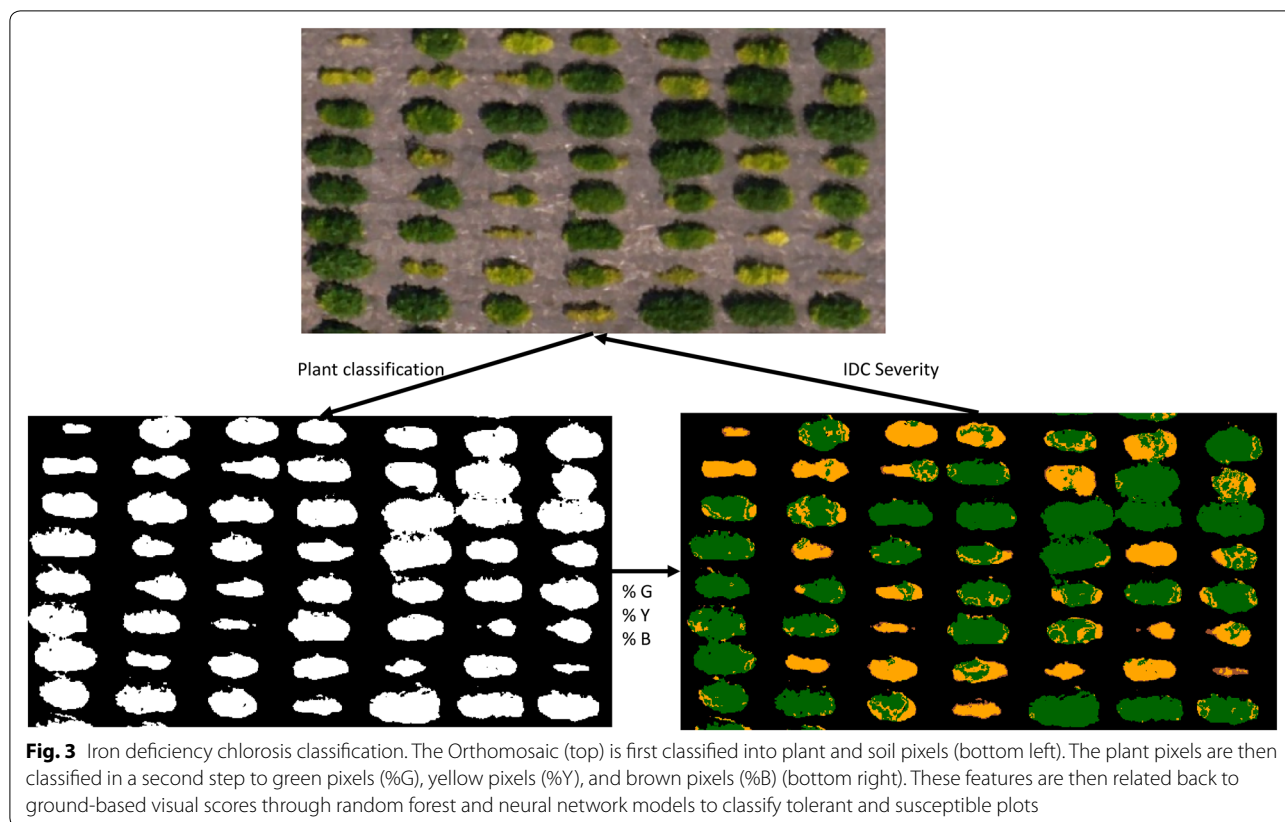 Plant classification
IDC Severity
% G
% Y
% B
Fig. 3 Iron deficiency chlorosis classification. The Orthomosaic (top) is first classified into plant and soil pixels (bottom left). The plant pixels are then
classified in a second step to green pixels (%G), yellow pixels (%Y), and brown pixels (%B) (bottom right). These features are then related back to
ground-based visual scores through random forest and neural network models to classify tolerant and susceptible plots